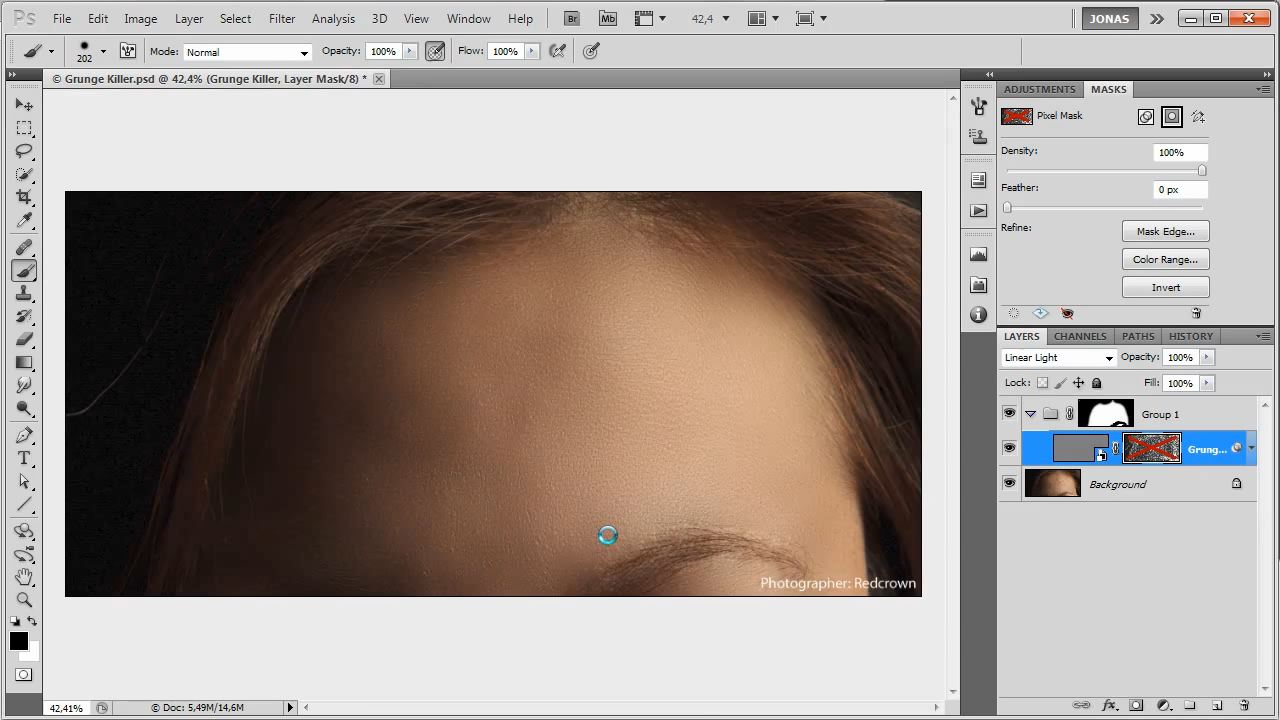 Ps File Edit Image Layer Select Filter Analysis 3D View Window Help Br Mb 42,4 JONAS
202 Mode: Normal Opacity: 100% Flow: 100%
© Grunge Killer.psd @ 42,4% (Grunge Killer, Layer Mask/8) *
ADJUSTMENTS MASKS
Pixel Mask
Density: 100%
Feather: 0 px
Refine: Mask Edge...
Color Range...
Invert
LAYERS CHANNELS PATHS HISTORY
Linear Light Opacity: 100%
Lock: Fill: 100%
Group 1
Grung...
Background
Photographer: Redcrown
42,41% © Doc: 5,49M/14,6M
fx